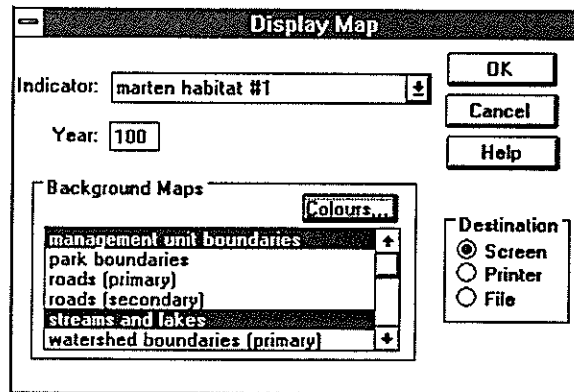 Display Map
Indicator: marten habitat #1
OK
Cancel
Year: 100
Help
Background Maps
Colours...
management unit boundaries
park boundaries
roads (primary)
roads (secondary)
streams and lakes
watershed boundaries (primary)
Destination
Screen
Printer
File